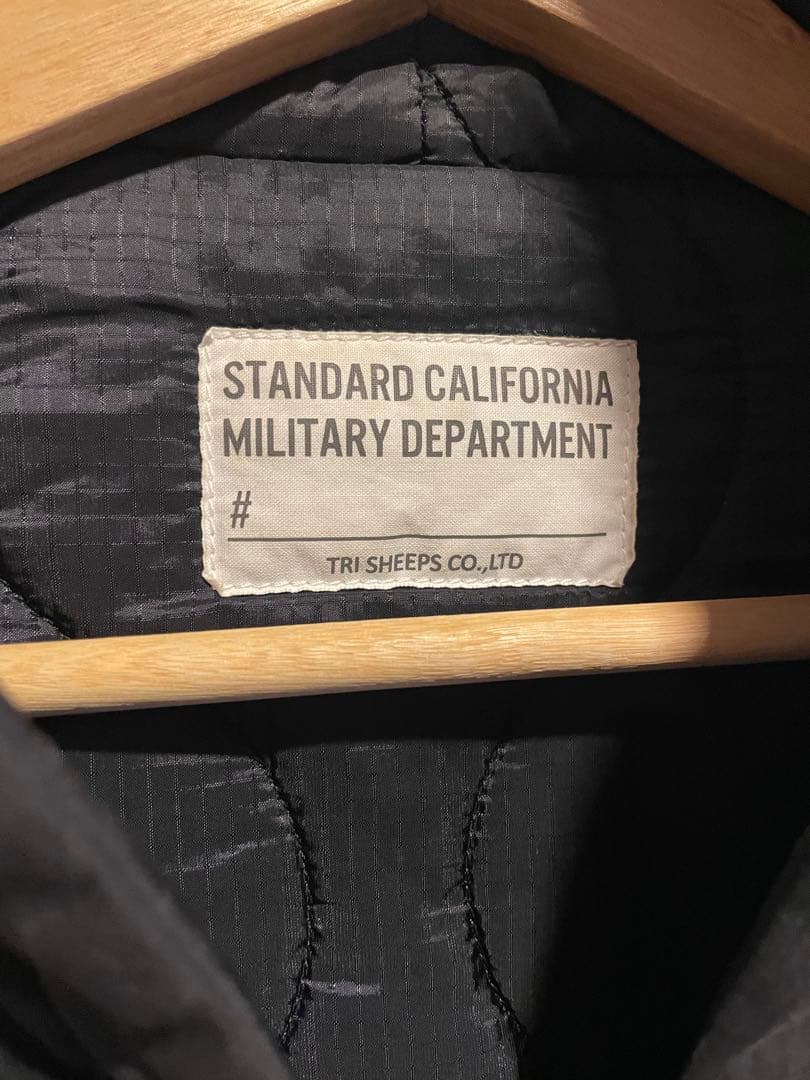 STANDARD CALIFORNIA
MILITARY DEPARTMENT
#
TRI SHEEPS CO.,LTD